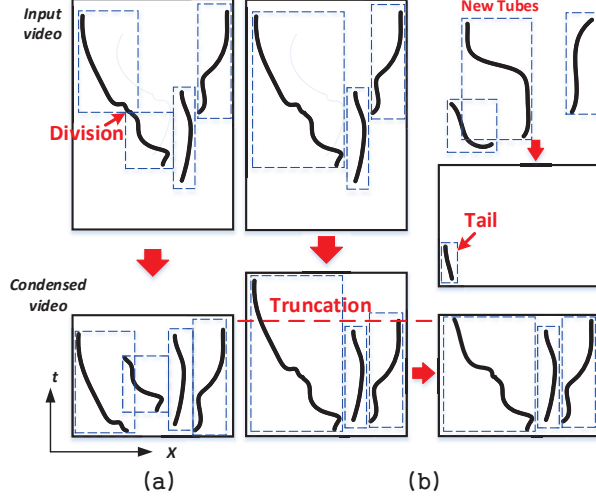 Input
video
New Tubes
Division
Tail
Condensed
video
Truncation
t
X
(a)
(b)